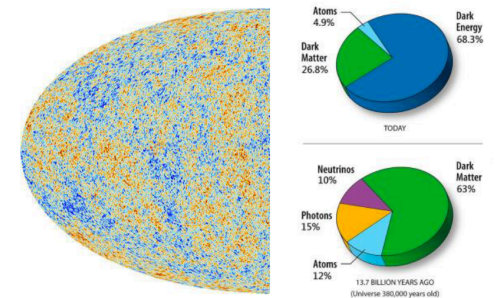 Atoms
4.9%
Dark
Energy
68.3%
Dark
Matter
26.8%
TODAY
Neutrinos
10%
Dark
Matter
63%
Photons
15%
Atoms
12%
13.7 BILLION YEARS AGO
(Universe 380,000 years old)